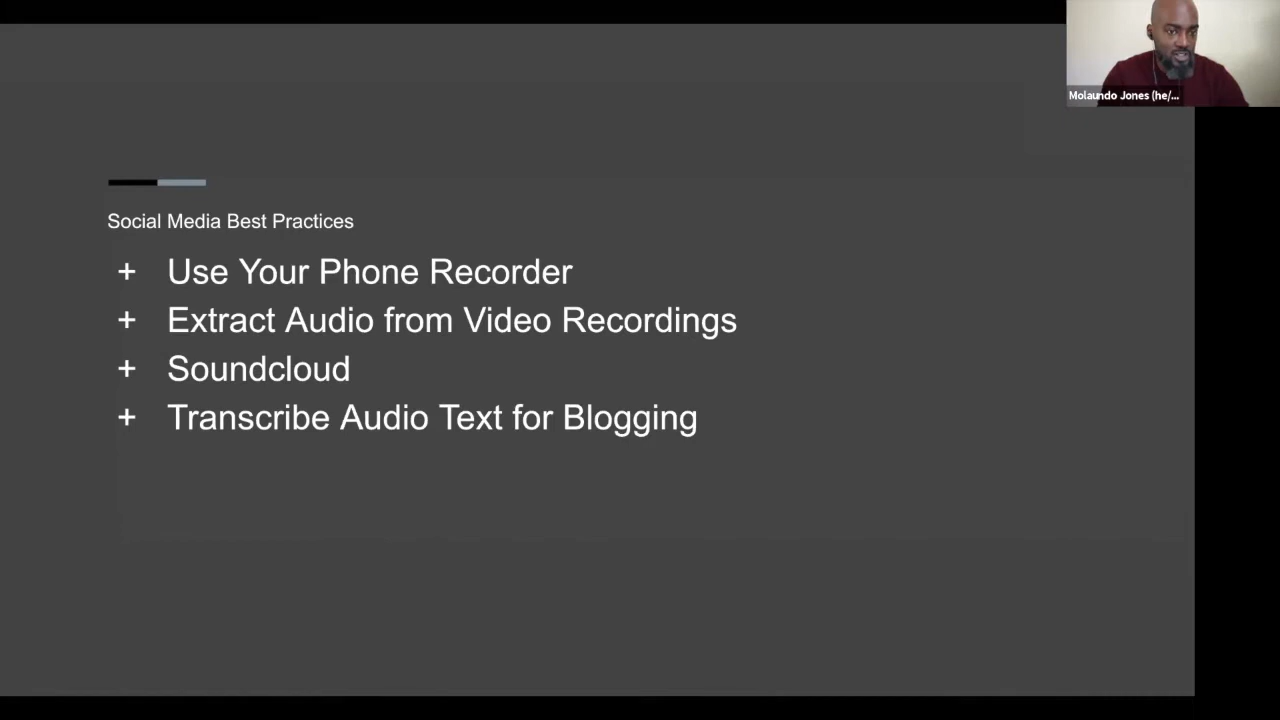 Molaundo Jones (he/...
Social Media Best Practices
+ Use Your Phone Recorder
+ Extract Audio from Video Recordings
+ Soundcloud
+ Transcribe Audio Text for Blogging